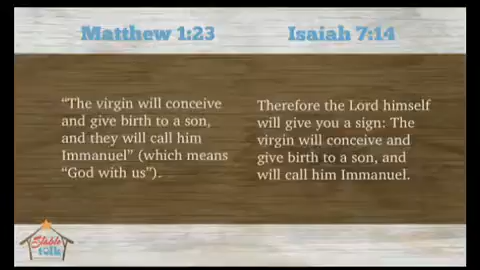 Matthew 1:23
“The virgin will conceive
and give birth to a son,
and they will call him
Immanuel” (which means
“God with us”).
Isaiah 7:14
Therefore the Lord himself
will give you a sign: The
virgin will conceive and
give birth to a son, and
will call him Immanuel.
Stable
talk